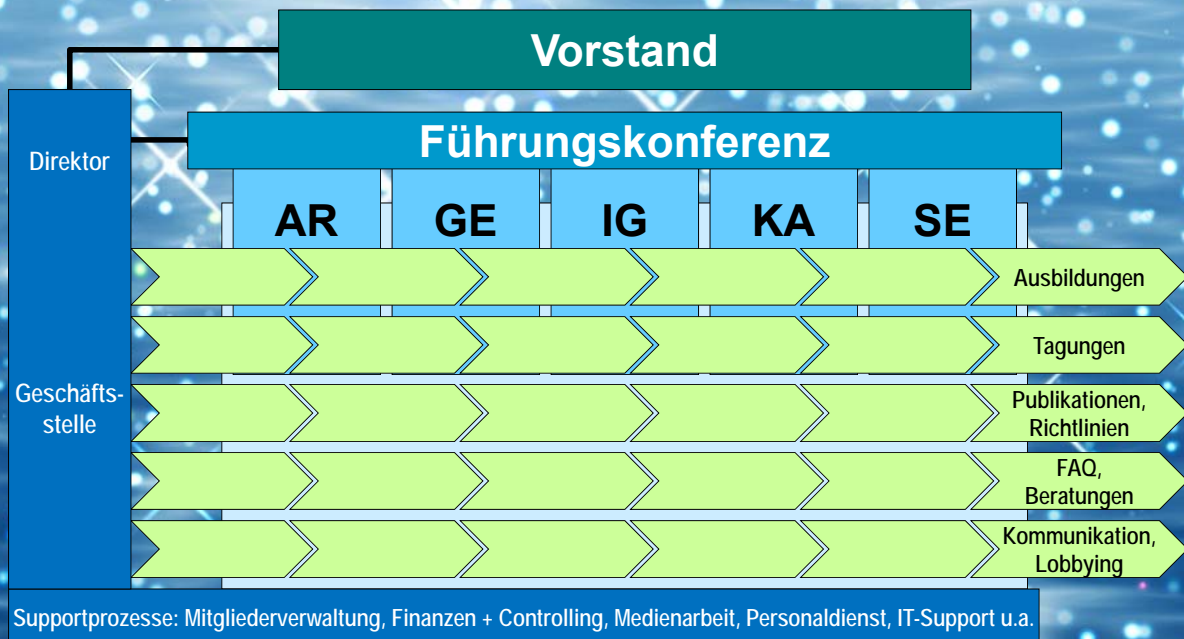 Vorstand
Führungskonferenz
Direktor
AR GE IG KA SE
Ausbildungen
Tagungen
Geschäfts-
stelle
Publikationen,
Richtlinien
FAQ,
Beratungen
Kommunikation,
Lobbying
Supportprozesse: Mitgliederverwaltung, Finanzen + Controlling, Medienarbeit, Personaldienst, IT-Support u.a.